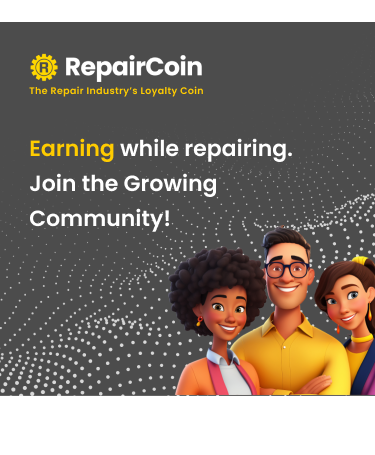 RepairCoin
The Repair Industry's Loyalty Coin
Earning while repairing.
Join the Growing
Community!